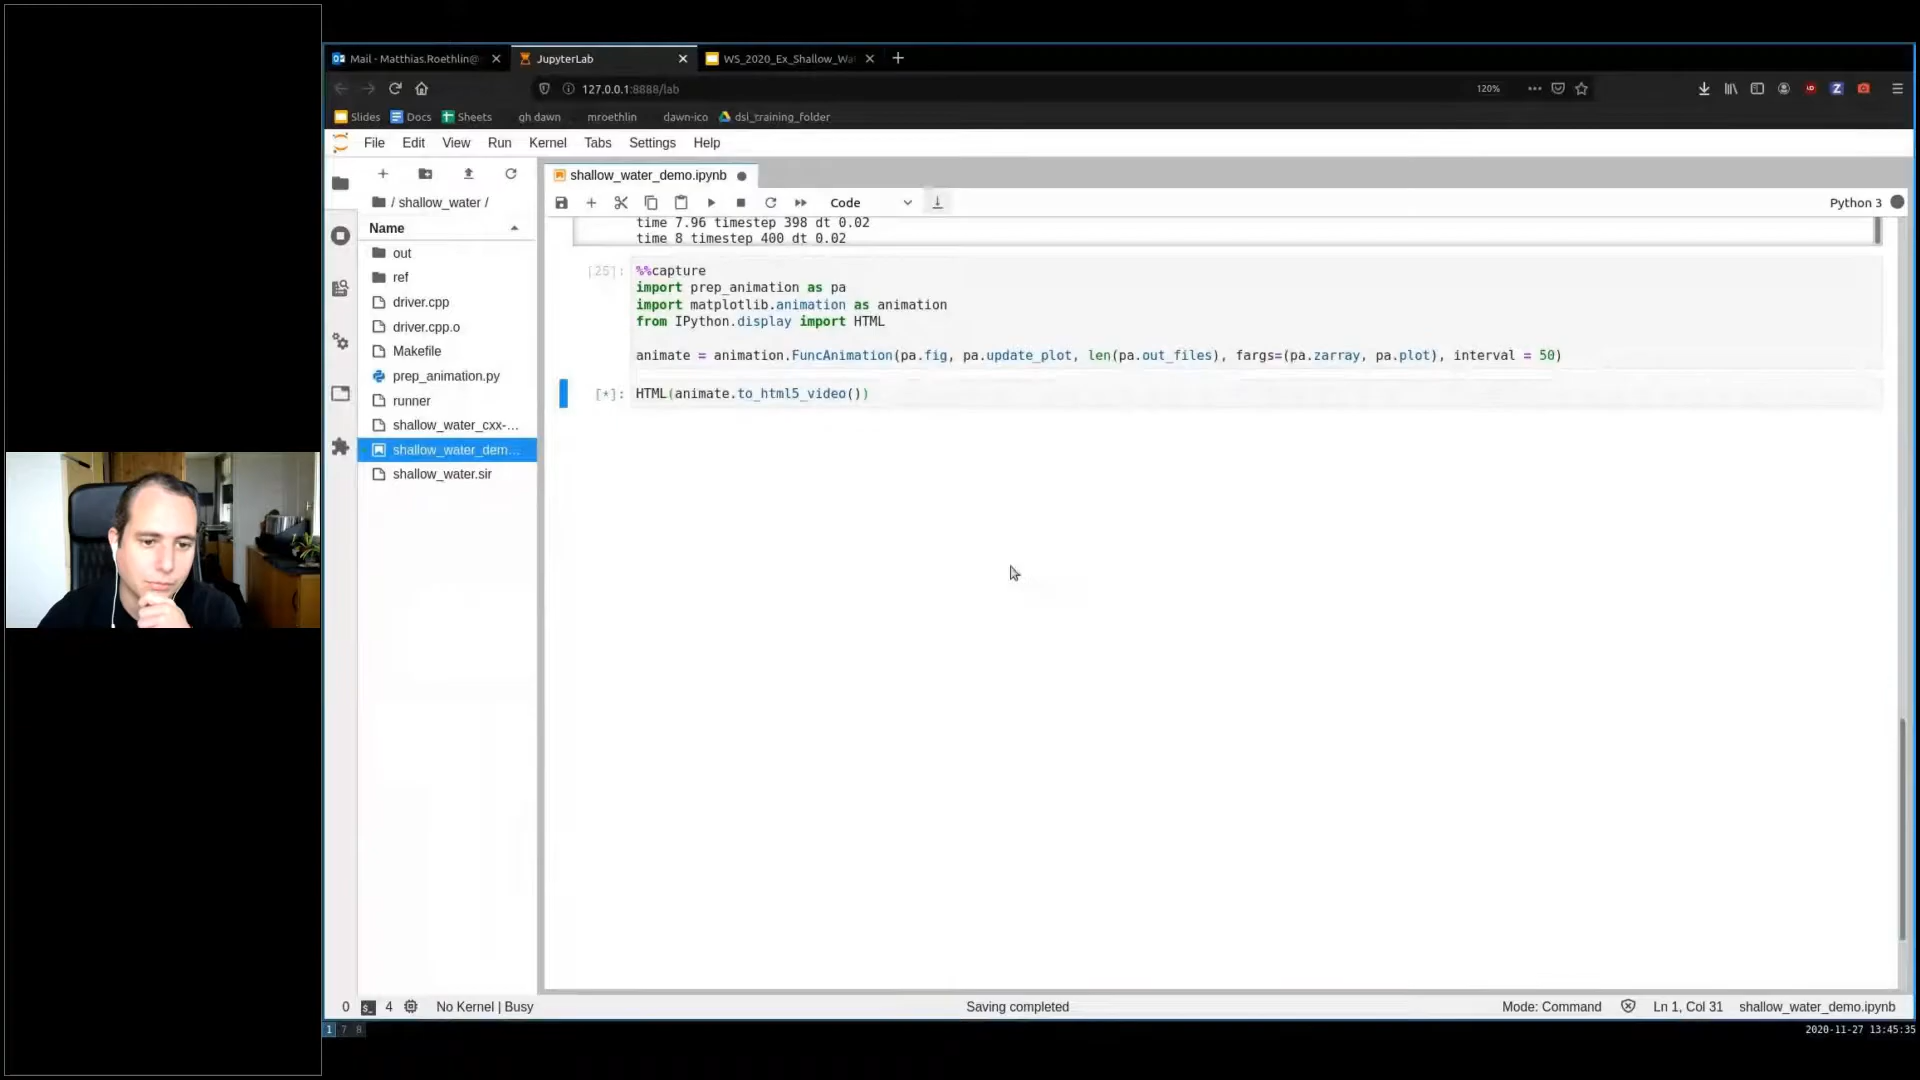 Mail - Matthias.Roethlin@
JupyterLab
WS_2020_Ex_Shallow_Wa
127.0.0.1:8888/lab
120%
Slides
Docs
Sheets
gh dawn
mroethlin
dawn-ico
dsl_training_folder
File
Edit
View
Run
Kernel
Tabs
Settings
Help
shallow_water_demo.ipynb
Code
Python 3
/ shallow_water /
Name
out
ref
driver.cpp
driver.cpp.o
Makefile
prep_animation.py
runner
shallow_water_cxx-...
shallow_water_dem...
shallow_water.sir
time 7.96 timestep 398 dt 0.02
time 8 timestep 400 dt 0.02
[25]:
%%capture
import prep_animation as pa
import matplotlib.animation as animation
from IPython.display import HTML
animate = animation.FuncAnimation(pa.fig, pa.update_plot, len(pa.out_files), fargs=(pa.zarray, pa.plot), interval = 50)
[*]:
HTML(animate.to_html5_video())
0
4
No Kernel | Busy
Saving completed
Mode: Command
Ln 1, Col 31
shallow_water_demo.ipynb
1 7 8
2020-11-27 13:45:35